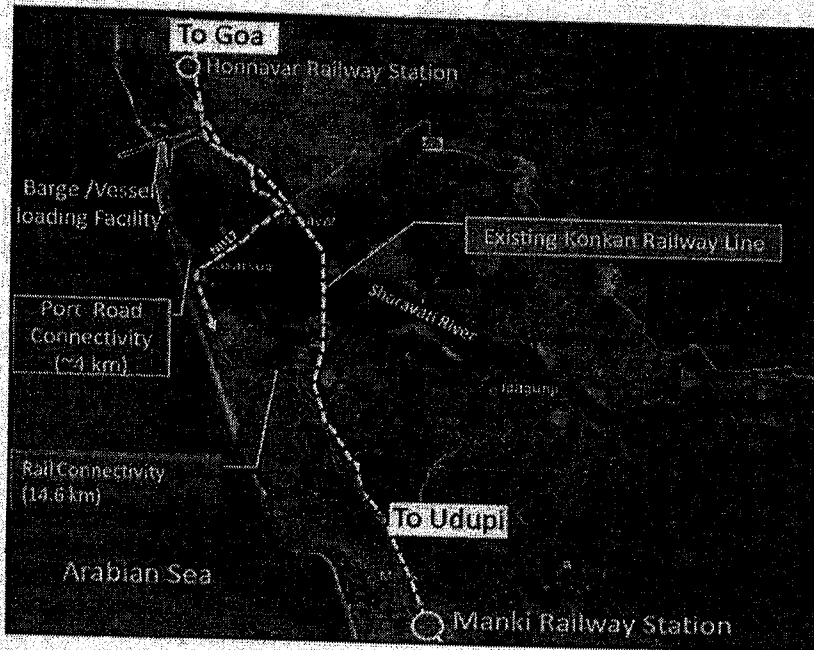 To Goa
Honnavar Railway Station
Barge /Vessel
loading Facility
NH17
Existing Konkan Railway Line
Port Road
Connectivity
(~4 km)
Sharavati River
Rail Connectivity
(14.6 km)
To Udupi
Arabian Sea
Manki Railway Station